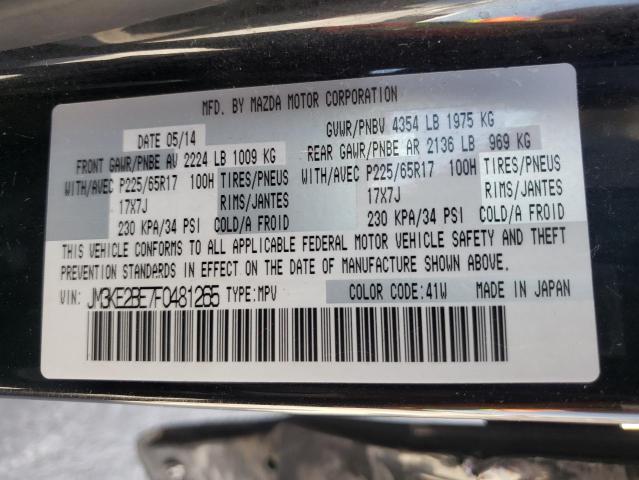 MFD. BY MAZDA MOTOR CORPORATION
DATE 05/14 GVWR/PNBV 4354 LB 1975 KG
FRONT GAWR/PNBE AV 2224 LB 1009 KG REAR GAWR/PNBE AR 2136 LB 969 KG
WITH/AVEC P225/65R17 100H TIRES/PNEUS WITH/AVEC P225/65R17 100H TIRES/PNEUS
17X7J RIMS/JANTES 17X7J RIMS/JANTES
230 KPA/34 PSI COLD/A FROID 230 KPA/34 PSI COLD/A FROID
THIS VEHICLE CONFORMS TO ALL APPLICABLE FEDERAL MOTOR VEHICLE SAFETY AND THEFT
PREVENTION STANDARDS IN EFFECT ON THE DATE OF MANUFACTURE SHOWN ABOVE.
VIN: JM3KE2BE7F0481265 TYPE:MPV COLOR CODE:41W MADE IN JAPAN